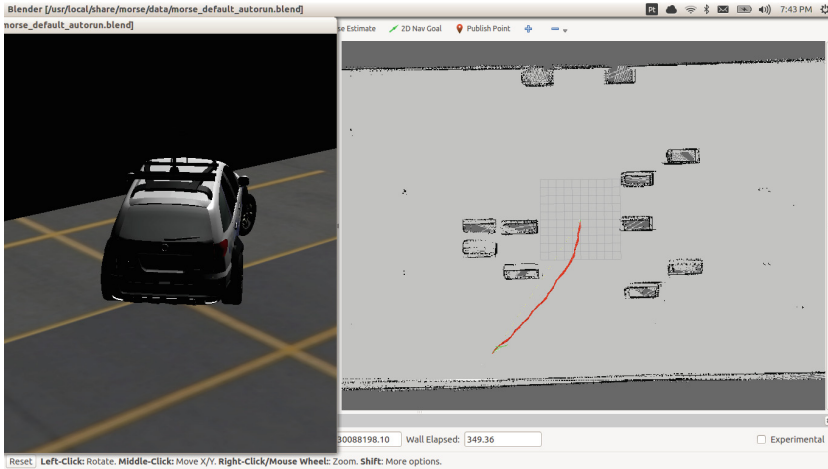 Blender [/usr/local/share/morse/data/morse_default_autorun.blend]
Pt
7:43 PM
morse_default_autorun.blend]
se Estimate
2D Nav Goal
Publish Point
30088198.10
Wall Elapsed:
349.36
Experimental
Reset
Left-Click: Rotate. Middle-Click: Move X/Y. Right-Click/Mouse Wheel:: Zoom. Shift: More options.